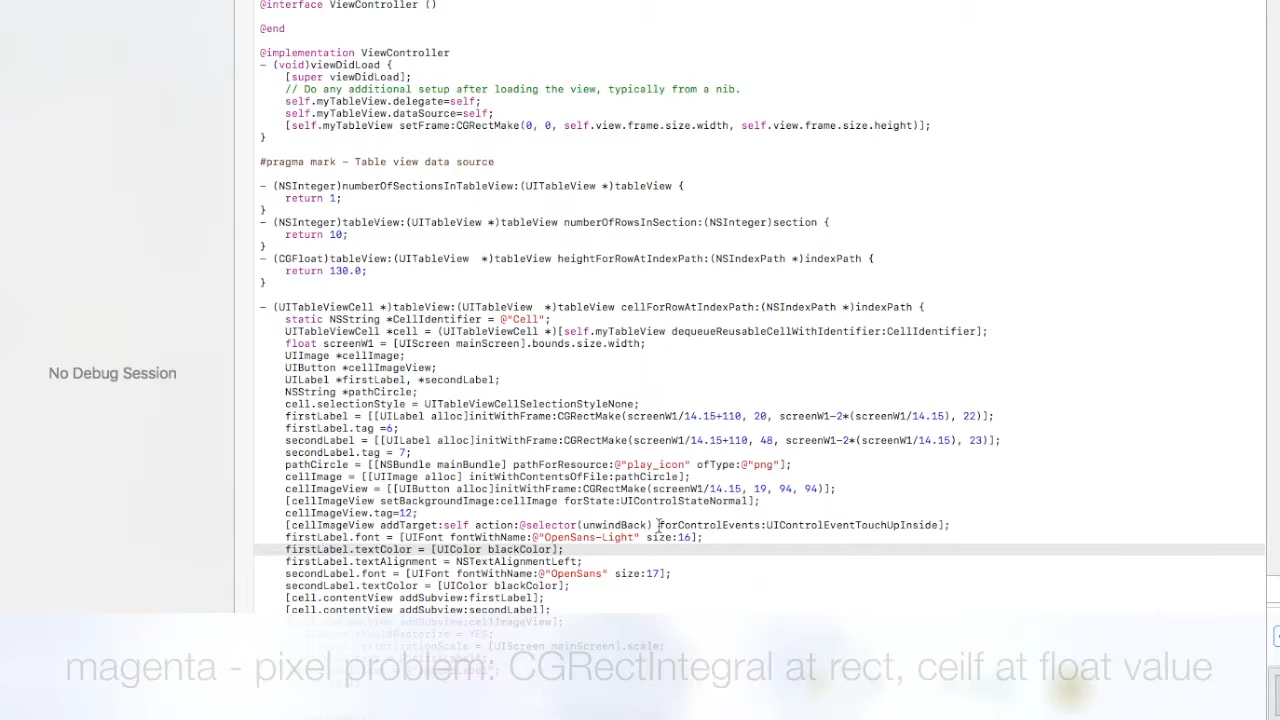 @interface ViewController ()
@end
@implementation ViewController
- (void)viewDidLoad {
[super viewDidLoad];
// Do any additional setup after loading the view, typically from a nib.
self.myTableView.delegate=self;
self.myTableView.dataSource=self;
[self.myTableView setFrame:CGRectMake(0, 0, self.view.frame.size.width, self.view.frame.size.height)];
}
#pragma mark - Table view data source
- (NSInteger)numberOfSectionsInTableView:(UITableView *)tableView {
return 1;
}
- (NSInteger)tableView:(UITableView *)tableView numberOfRowsInSection:(NSInteger)section {
return 10;
}
- (CGFloat)tableView:(UITableView  *)tableView heightForRowAtIndexPath:(NSIndexPath *)indexPath {
return 130.0;
}
- (UITableViewCell *)tableView:(UITableView  *)tableView cellForRowAtIndexPath:(NSIndexPath *)indexPath {
static NSString *CellIdentifier = @"Cell";
UITableViewCell *cell = (UITableViewCell *)[self.myTableView dequeueReusableCellWithIdentifier:CellIdentifier];
float screenW1 = [UIScreen mainScreen].bounds.size.width;
UIImage *cellImage;
UIButton *cellImageView;
UILabel *firstLabel, *secondLabel;
NSString *pathCircle;
cell.selectionStyle = UITableViewCellSelectionStyleNone;
firstLabel = [[UILabel alloc]initWithFrame:CGRectMake(screenW1/14.15+110, 20, screenW1-2*(screenW1/14.15), 22)];
firstLabel.tag =6;
secondLabel = [[UILabel alloc]initWithFrame:CGRectMake(screenW1/14.15+110, 48, screenW1-2*(screenW1/14.15), 23)];
secondLabel.tag = 7;
pathCircle = [[NSBundle mainBundle] pathForResource:@"play_icon" ofType:@"png"];
cellImage = [[UIImage alloc] initWithContentsOfFile:pathCircle];
cellImageView = [[UIButton alloc]initWithFrame:CGRectMake(screenW1/14.15, 19, 94, 94)];
[cellImageView setBackgroundImage:cellImage forState:UIControlStateNormal];
cellImageView.tag=12;
[cellImageView addTarget:self action:@selector(unwindBack) forControlEvents:UIControlEventTouchUpInside];
firstLabel.font = [UIFont fontWithName:@"OpenSans-Light" size:16];
firstLabel.textColor = [UIColor blackColor];
No Debug Session
firstLabel.textAlignment = NSTextAlignmentLeft;
secondLabel.font = [UIFont fontWithName:@"OpenSans" size:17];
secondLabel.textColor = [UIColor blackColor];
[cell.contentView addSubview:firstLabel];
[cell.contentView addSubview:secondLabel];
[cell.contentView addSubview:cellImageView];
= YES;
= [UIScreen mainScreen].scale;
magenta - pixel problem: CGRectIntegral at rect, ceilf at float value